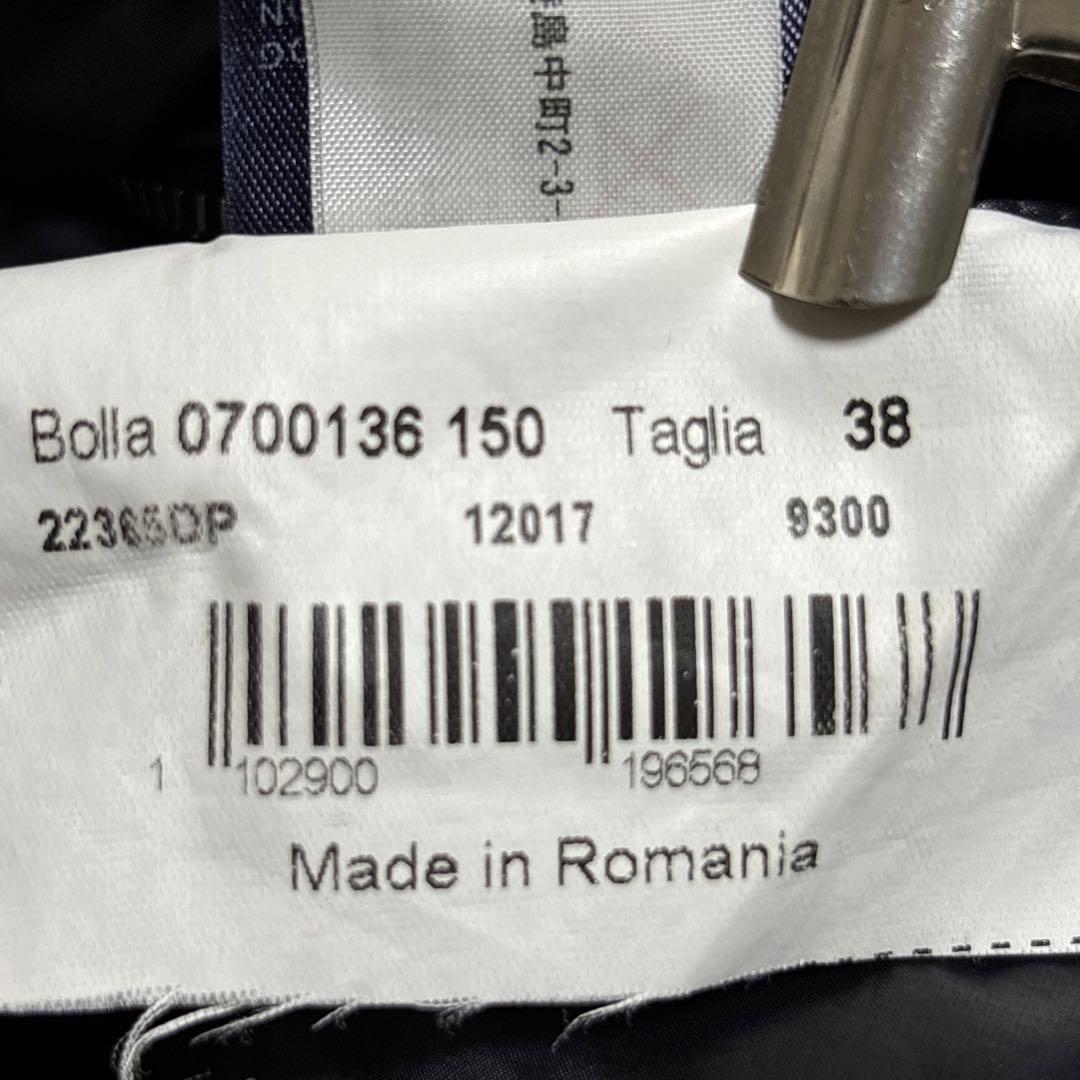 島中町2-3-
Bolla 0700136 150 Taglia 38
12017 9300
1 102900 196568
Made in Romania